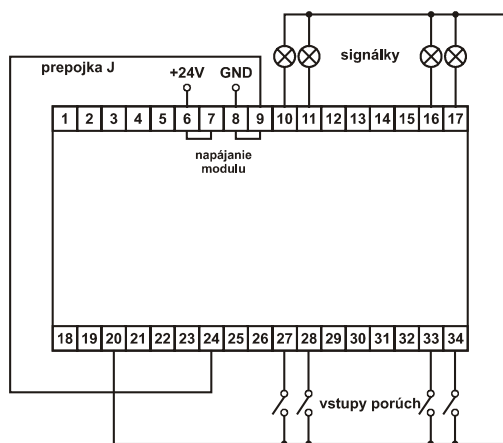 signálky
prepojka J
+24V GND
1 2 3 4 5 6 7 8 9 10 11 12 13 14 15 16 17
napájanie
modulu
18 19 20 21 22 23 24 25 26 27 28 29 30 31 32 33 34
vstupy porúch